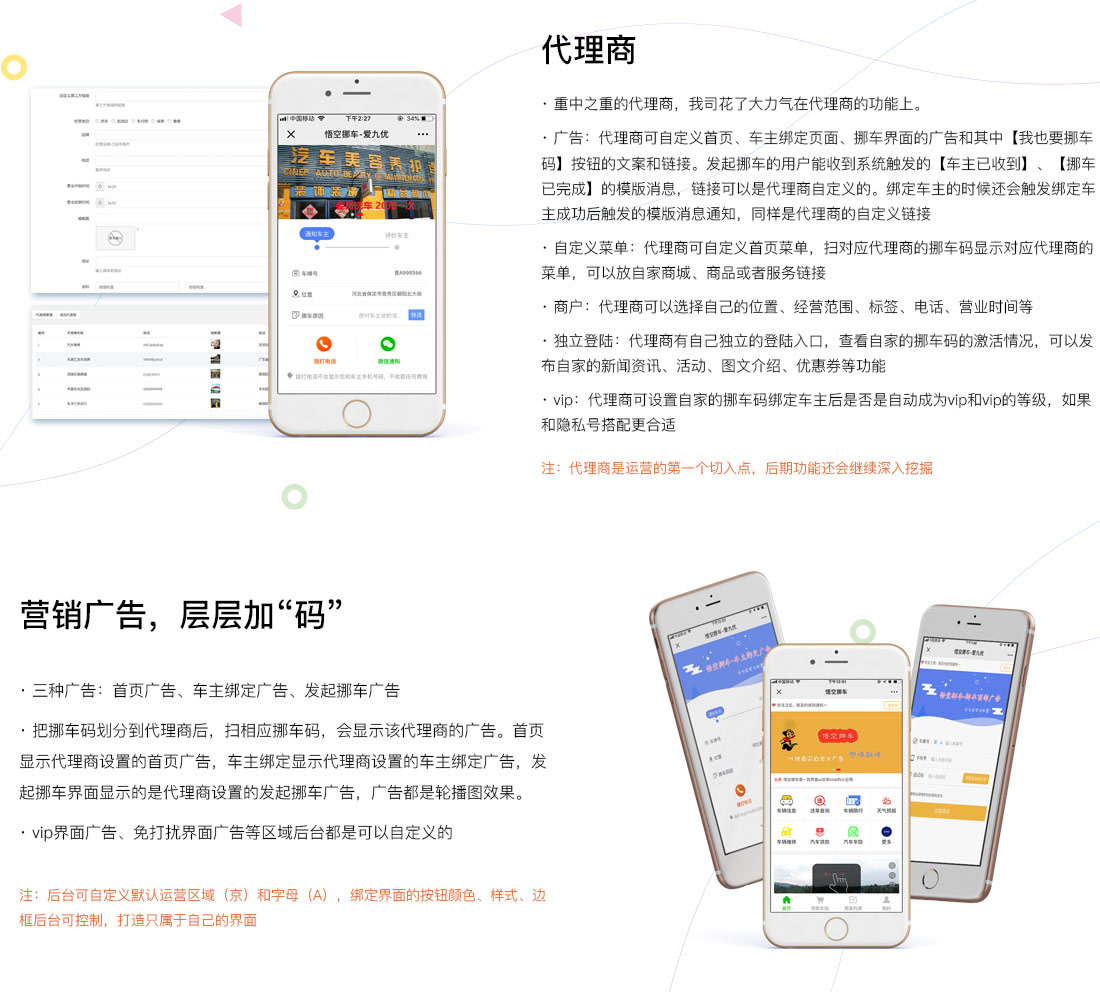 代理商
· 重中之重的代理商，我司花了大力气在代理商的功能上。
· 广告：代理商可自定义首页、车主绑定页面、挪车界面的广告和其中【我也要挪车
码】按钮的文案和链接。发起挪车的用户能收到系统触发的【车主已收到】、【挪车
已完成】的模版消息，链接可以是代理商自定义的。绑定车主的时候还会触发绑定车
主成功后触发的模版消息通知，同样是代理商的自定义链接
· 自定义菜单：代理商可自定义首页菜单，扫对应代理商的挪车码显示对应代理商的
菜单，可以放自家商城、商品或者服务链接
· 商户：代理商可以选择自己的位置、经营范围、标签、电话、营业时间等
· 独立登陆：代理商有自己独立的登陆入口，查看自家的挪车码的激活情况，可以发
布自家的新闻资讯、活动、图文介绍、优惠券等功能
· vip：代理商可设置自家的挪车码绑定车主后是否是自动成为vip和vip的等级，如果
和隐私号搭配更合适
注：代理商是运营的第一个切入点，后期功能还会继续深入挖掘
中国移动
下午2:27
34%
悟空挪车-爱九优
汽车美容养护
通知车主
评价车主
车牌号
冀A998566
位置
河北省保定市竞秀区朝阳北大街
挪车原因
快选
拨打电话
微信通知
拨打电话不会显示您和车主手机号码，不收取任何费用
营销广告，层层加“码”
· 三种广告：首页广告、车主绑定广告、发起挪车广告
· 把挪车码划分到代理商后，扫相应挪车码，会显示该代理商的广告。首页
显示代理商设置的首页广告，车主绑定显示代理商设置的车主绑定广告，发
起挪车界面显示的是代理商设置的发起挪车广告，广告都是轮播图效果。
· vip界面广告、免打扰界面广告等区域后台都是可以自定义的
注：后台可自定义默认运营区域（京）和字母（A），绑定界面的按钮颜色、样式、边
框后台可控制，打造只属于自己的界面
悟空挪车-爱九优
悟空挪车-爱九优
悟空挪车
悟空挪车
车辆信息
违章查询
车辆限行
天气预报
车辆维修
汽车贷款
汽车车险
更多
首页